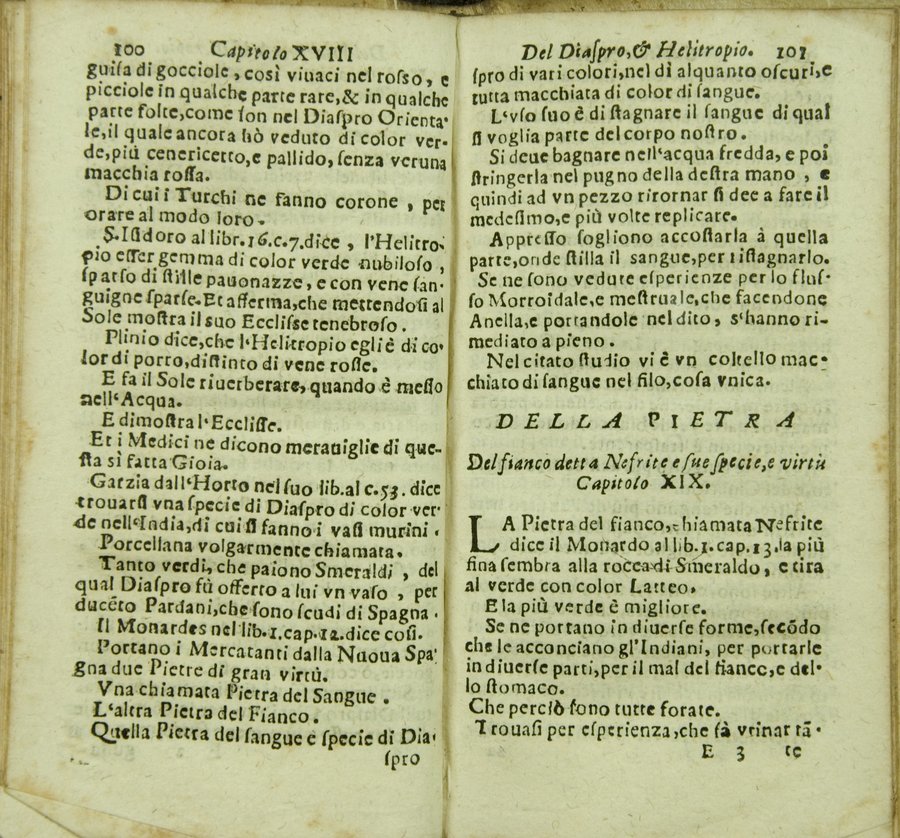 100 Capitolo XVIII
guiſa di gocciole, così viuaci nel roſſo, e
picciole in qualche parte rare, & in qualche
parte folte, come ſon nel Diaſpro Orienta-
le, il quale ancora hò veduto di color ver-
de, più cenericetto, e pallido, ſenza veruna
macchia roſſa.
Di cui i Turchi ne fanno corone, per
orare al modo loro.
S. Iſidoro al libr. 16. c. 7. dice, l'Helitro-
pio eſſer gemma di color verde nubiloſo,
ſparſo di ſtille pauonazze, e con vene ſan-
guigne ſparſe. Et afferma, che mettendoſi al
Sole moſtra il ſuo Eccliſſe tenebroſo.
Plinio dice, che l'Helitropio egli è di co-
lor di porro, diſtinto di vene roſſe.
E fa il Sole riuerberare, quando è meſſo
nell'Acqua.
E dimoſtra l'Eccliſſe.
Et i Medici ne dicono merauiglie di que-
ſta sì fatta Gioia.
Garzia dall'Horto nel ſuo lib. al c. 53. dice
trouarſi vna ſpecie di Diaſpro di color ver-
de nell'India, di cui ſi fanno i vaſi murini.
Porcellana volgarmente chiamata.
Tanto verdi, che paiono Smeraldi, del
qual Diaſpro fù offerto a lui vn vaſo, per
ducẽto Pardani, che ſono ſcudi di Spagna.
Il Monardes nel lib. 1. cap. 12. dice coſi.
Portano i Mercatanti dalla Nuoua Spa-
gna due Pietre di gran virtù.
Vna chiamata Pietra del Sangue.
L'altra Pietra del Fianco.
Quella Pietra del ſangue e ſpecie di Dia-
ſpro
Del Diaſpro, & Helitropio. 101
ſpro di vari colori, nel dì alquanto oſcuri, e
tutta macchiata di color di ſangue.
L'vſo ſuo è di ſtagnare il ſangue di qual
ſi voglia parte del corpo noſtro.
Si deue bagnare nell'acqua fredda, e poi
ſtringerla nel pugno della deſtra mano, e
quindi ad vn pezzo rirornar ſi dee a fare il
medeſimo, e più volte replicare.
Appreſſo ſogliono accoſtarla à quella
parte, onde ſtilla il sangue, per riſtagnarlo.
Se ne sono vedute eſperienze per lo fluſ-
ſo Morroidale, e meſtruale, che facendone
Anella, e portandole nel dito, s'hanno ri-
mediato a pieno.
Nel citato ſtudio vi è vn coltello mac-
chiato di ſangue nel filo, coſa vnica.
DELLA PIETRA
Del fianco detta Nefrite e ſue ſpecie, e virtù
Capitolo XIX.
LA Pietra del fianco, chiamata Nefrite
dice il Monardo al lib. 1. cap. 13. la più
fina ſembra alla rocca di Smeraldo, e tira
al verde con color Latteo.
E la più verde è migliore.
Se ne portano in diuerſe forme, ſecõdo
che le acconciano gl'Indiani, per portarle
in diuerſe parti, per il mal del fianco, e del-
lo ſtomaco.
Che perciò ſono tutte forate.
Trouaſi per eſperienza, che fà vrinar tã-
E 3 te